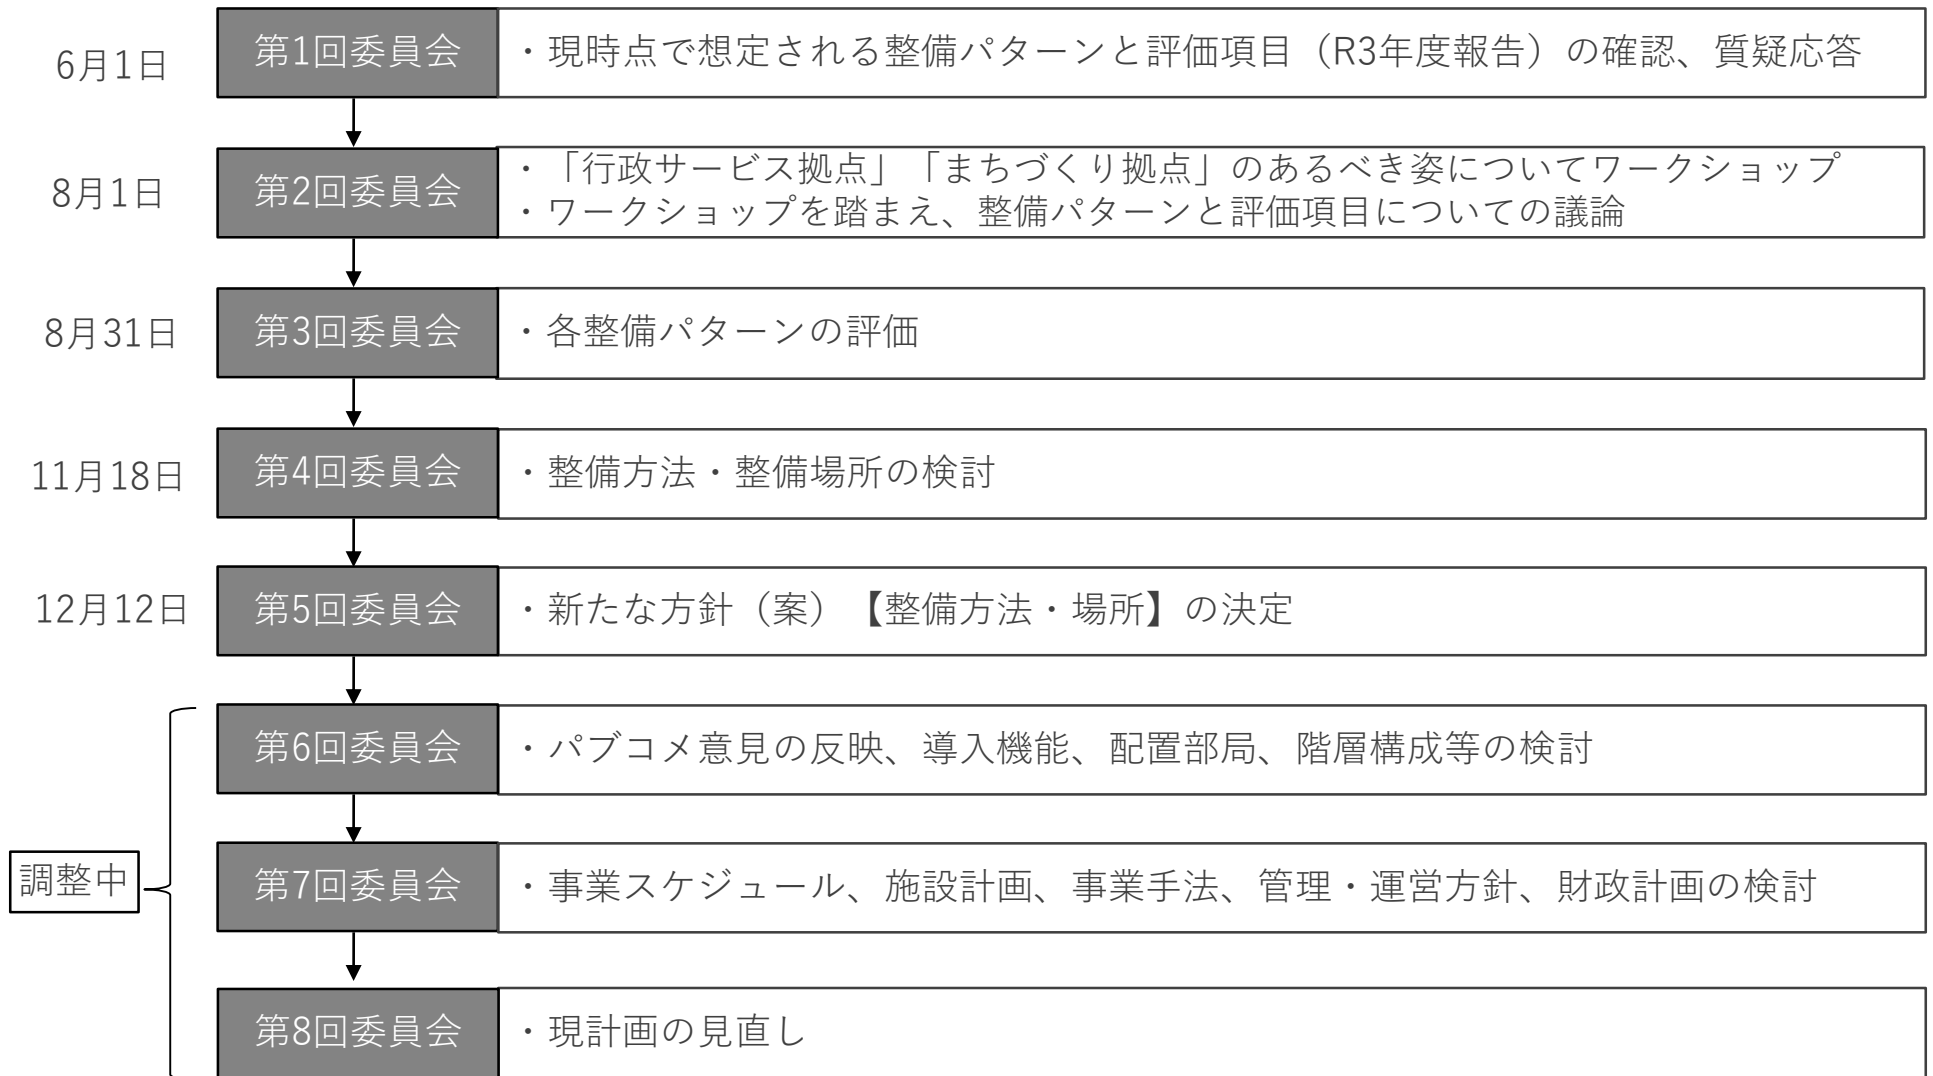 6月1日
第1回委員会
・現時点で想定される整備パターンと評価項目（R3年度報告）の確認、質疑応答
8月1日
第2回委員会
・「行政サービス拠点」「まちづくり拠点」のあるべき姿についてワークショップ
・ワークショップを踏まえ、整備パターンと評価項目についての議論
8月31日
第3回委員会
・各整備パターンの評価
11月18日
第4回委員会
・整備方法・整備場所の検討
12月12日
第5回委員会
・新たな方針（案）【整備方法・場所】の決定
第6回委員会
・パブコメ意見の反映、導入機能、配置部局、階層構成等の検討
調整中
第7回委員会
・事業スケジュール、施設計画、事業手法、管理・運営方針、財政計画の検討
第8回委員会
・現計画の見直し